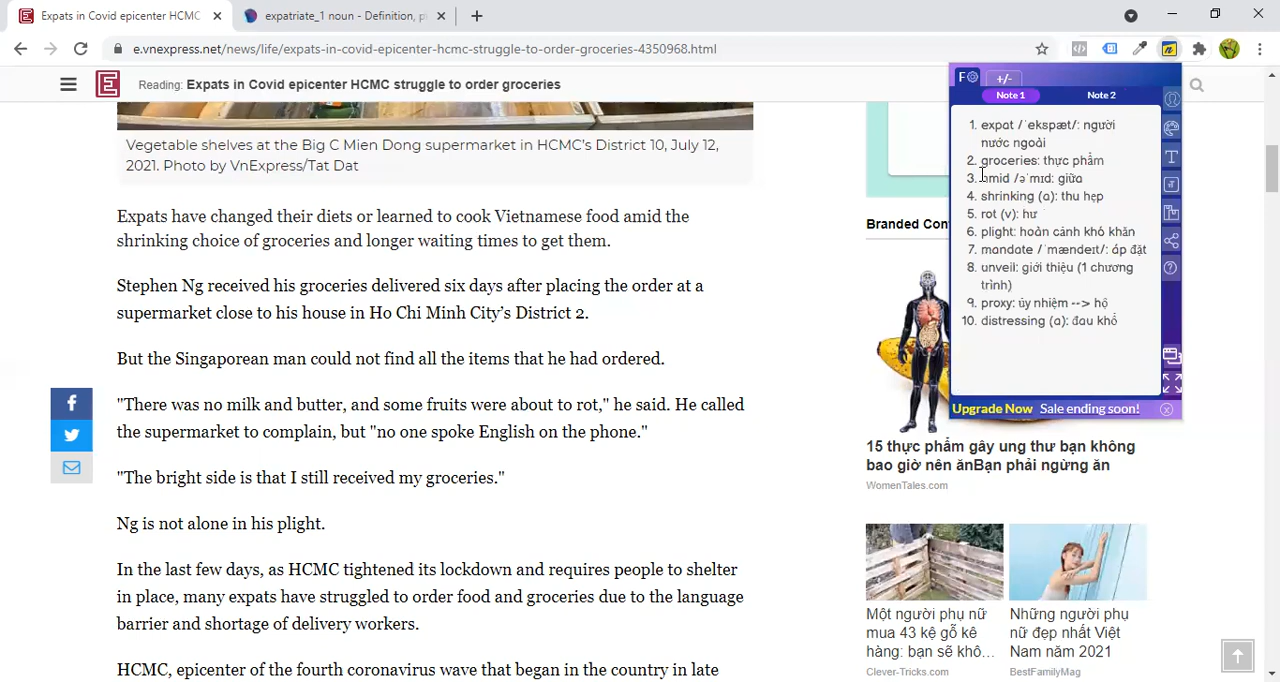 Expats in Covid epicenter HCMC
expatriate_1 noun - Definition, p
e.vnexpress.net/news/life/expats-in-covid-epicenter-hcmc-struggle-to-order-groceries-4350968.html
Reading: Expats in Covid epicenter HCMC struggle to order groceries
Vegetable shelves at the Big C Mien Dong supermarket in HCMC's District 10, July 12,
2021. Photo by VnExpress/Tat Dat
Expats have changed their diets or learned to cook Vietnamese food amid the
shrinking choice of groceries and longer waiting times to get them.
Stephen Ng received his groceries delivered six days after placing the order at a
supermarket close to his house in Ho Chi Minh City's District 2.
But the Singaporean man could not find all the items that he had ordered.
"There was no milk and butter, and some fruits were about to rot," he said. He called
the supermarket to complain, but "no one spoke English on the phone."
"The bright side is that I still received my groceries."
Ng is not alone in his plight.
In the last few days, as HCMC tightened its lockdown and requires people to shelter
in place, many expats have struggled to order food and groceries due to the language
barrier and shortage of delivery workers.
HCMC, epicenter of the fourth coronavirus wave that began in the country in late
F
+/-
Note 1
Note 2
1. expat /ˈekspæt/: người
nước ngoài
2. groceries: thực phẩm
3. amid /əˈmɪd: giữa
4. shrinking (a): thu hẹp
5. rot (v): hư
6. plight: hoàn cảnh khó khăn
7. mandate /ˈmændeɪt/: áp đặt
8. unveil: giới thiệu (1 chương
trình)
9. proxy: ủy nhiệm --> hộ
10. distressing (a): đau khổ
Upgrade Now Sale ending soon!
Branded Con
15 thực phẩm gây ung thư bạn không
bao giờ nên ănBạn phải ngừng ăn
WomenTales.com
Một người phụ nữ
mua 43 kệ gỗ kê
hàng: bạn sẽ khô...
Clever-Tricks.com
Những người phụ
nữ đẹp nhất Việt
Nam năm 2021
BestFamilyMag